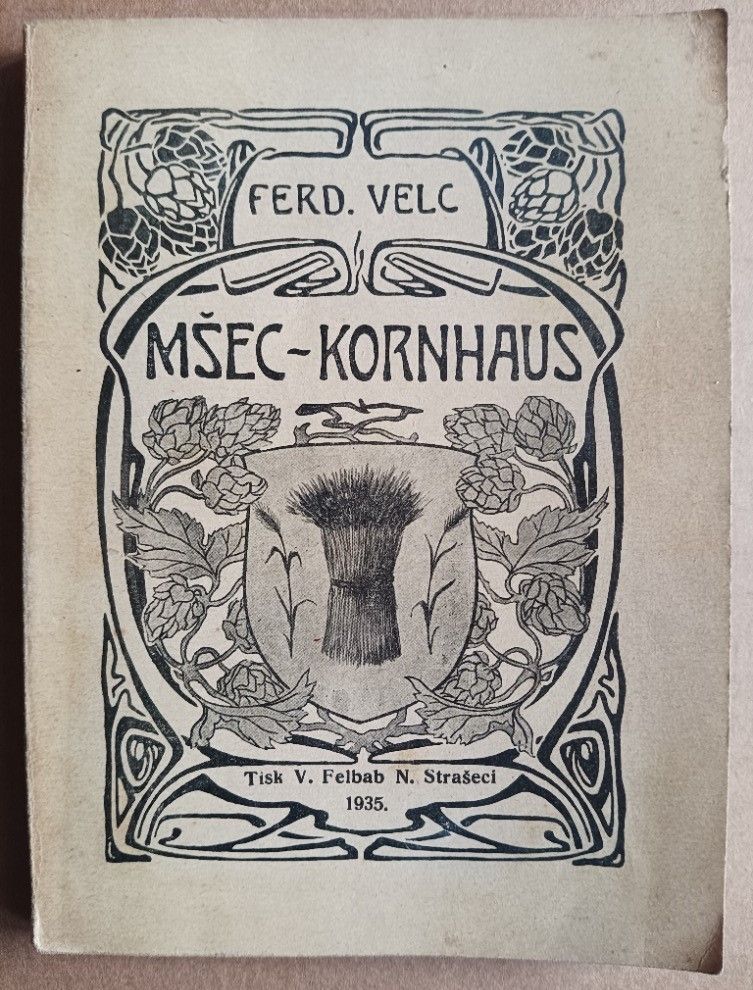 FERD. VELC
MŠEC-KORNHAUS
Tisk V. Felbab N. Strašeci
1935.